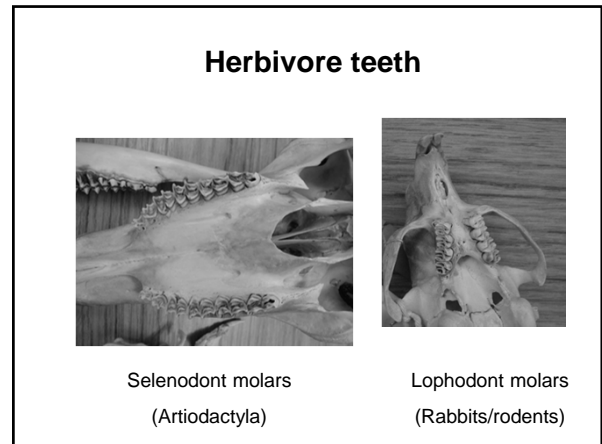 Herbivore teeth
Selenodont molars
(Artiodactyla)
Lophodont molars
(Rabbits/rodents)